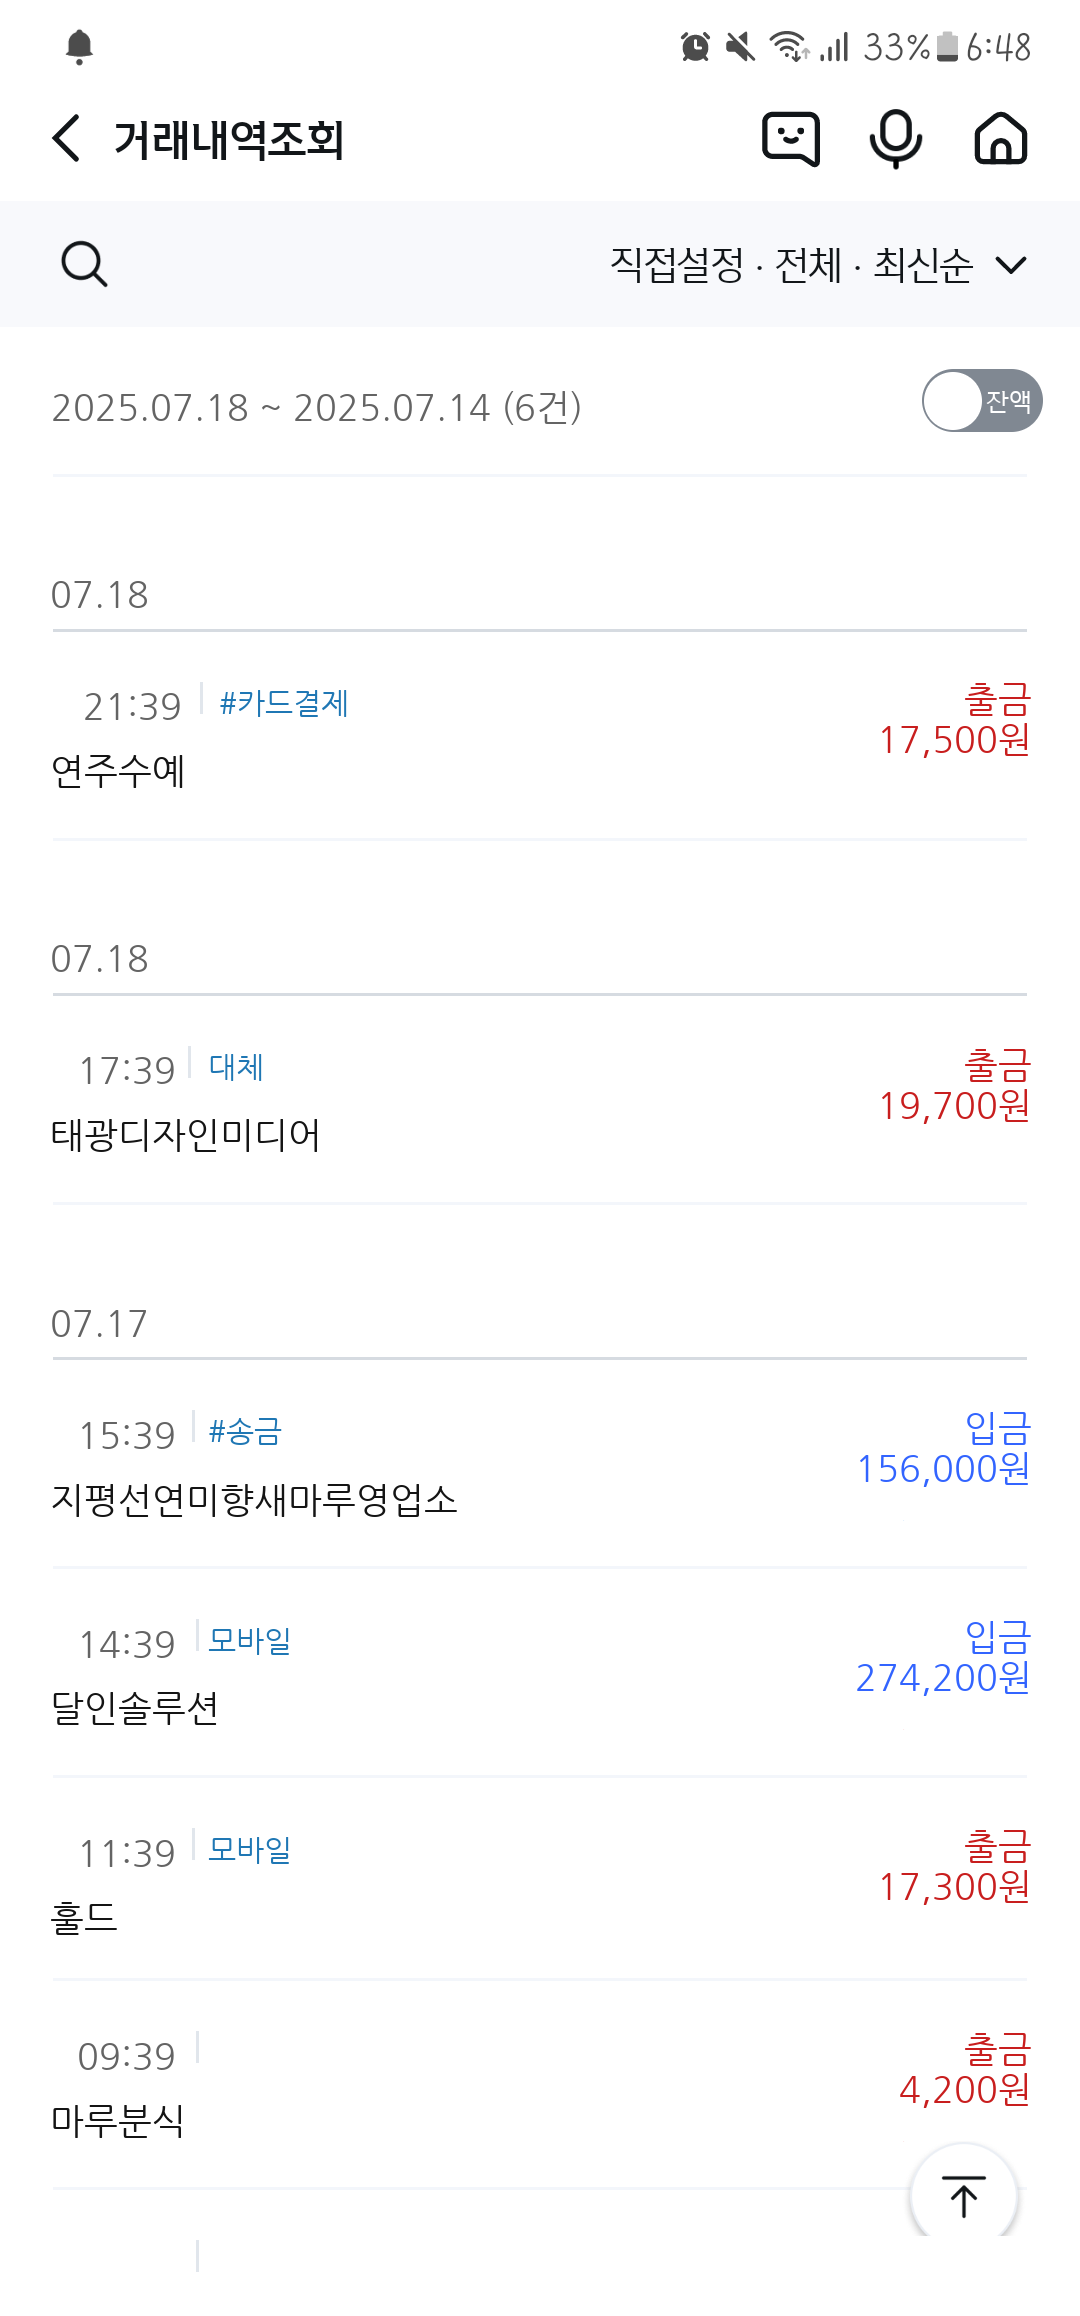 33% 6:48
거래내역조회
직접설정 · 전체 · 최신순
2025.07.18 ~ 2025.07.14 (6건)
잔액
07.18
21:39 #카드결제
출금
17,500원
연주수예
07.18
17:39 대체
출금
19,700원
태광디자인미디어
07.17
15:39 #송금
입금
156,000원
지평선연미향새마루영업소
14:39 모바일
입금
274,200원
달인솔루션
11:39 모바일
출금
17,300원
훌드
09:39
출금
4,200원
마루분식